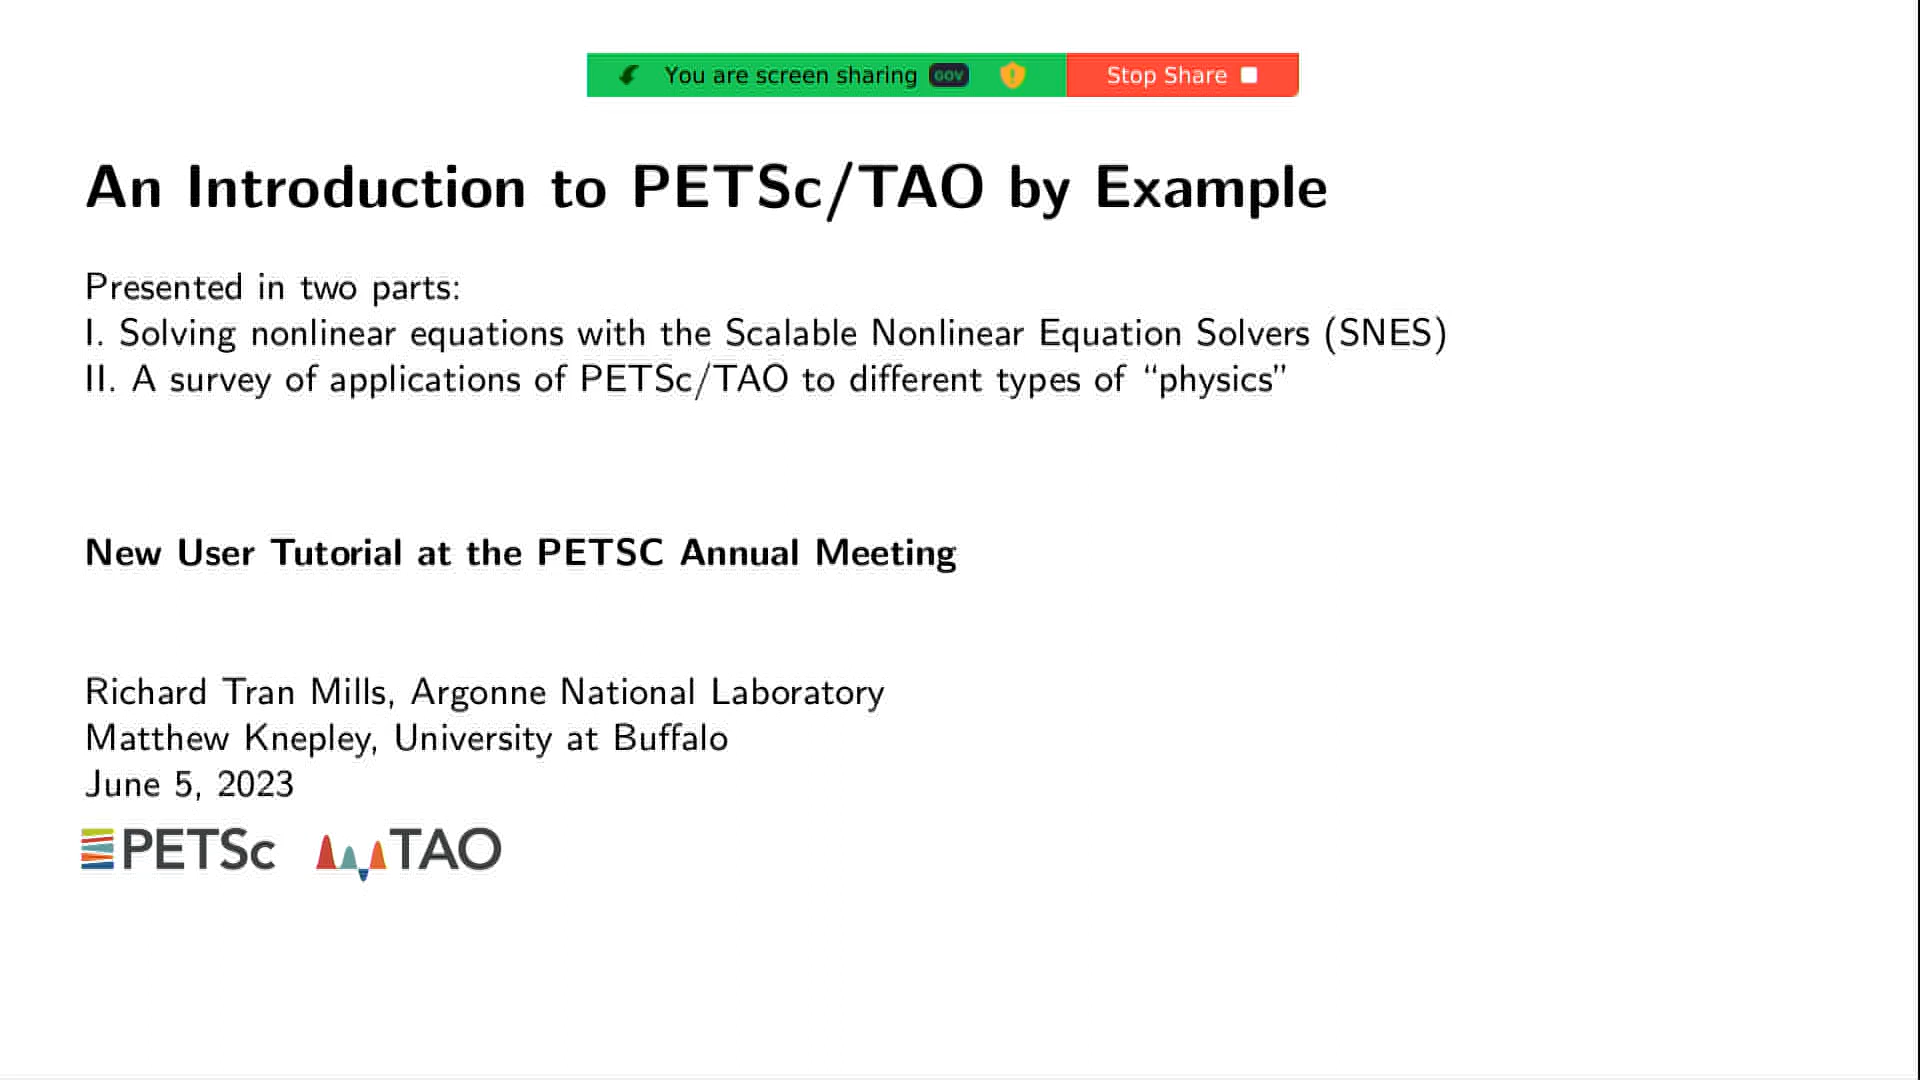 You are screen sharing GOV Stop Share
An Introduction to PETSc/TAO by Example
Presented in two parts:
I. Solving nonlinear equations with the Scalable Nonlinear Equation Solvers (SNES)
II. A survey of applications of PETSc/TAO to different types of “physics”
New User Tutorial at the PETSC Annual Meeting
Richard Tran Mills, Argonne National Laboratory
Matthew Knepley, University at Buffalo
June 5, 2023
PETSc TAO